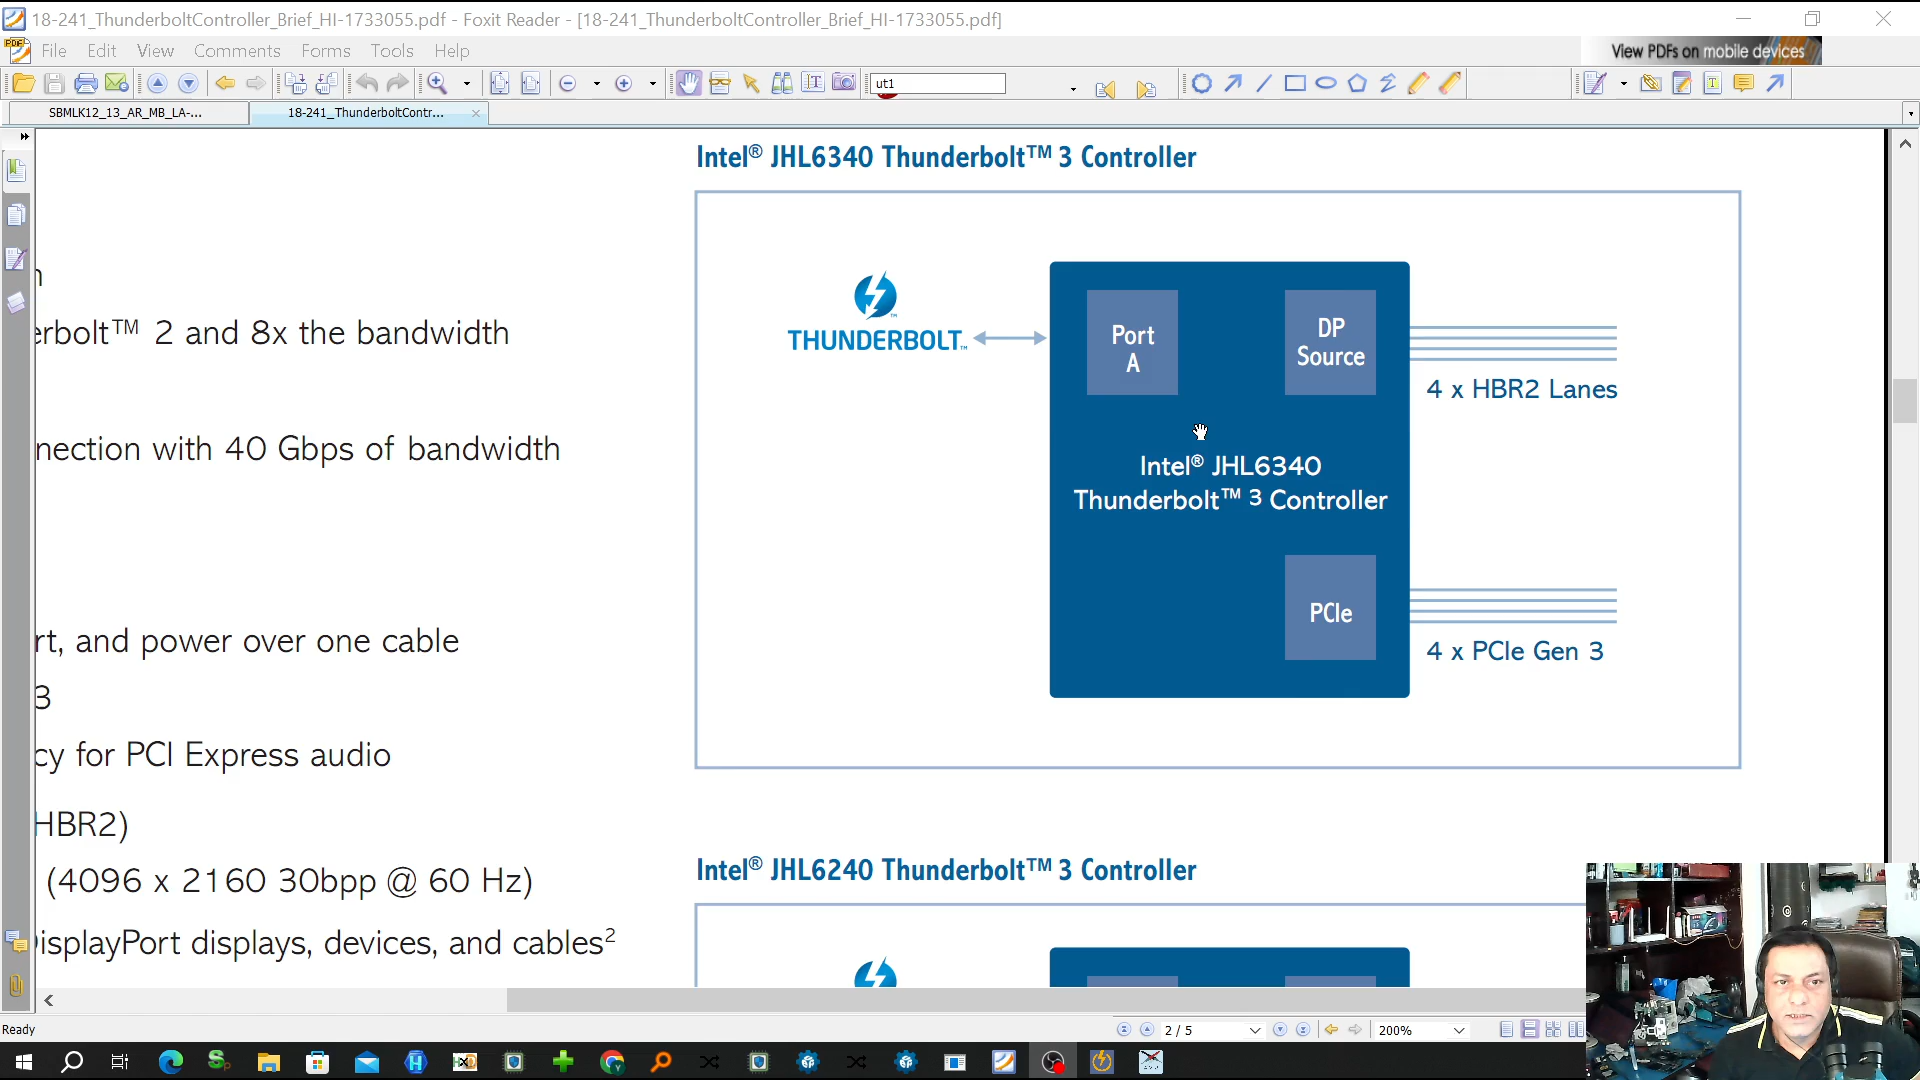 18-241_ThunderboltController_Brief_HI-1733055.pdf - Foxit Reader - [18-241_ThunderboltController_Brief_HI-1733055.pdf]
File Edit View Comments Forms Tools Help
View PDFs on mobile devices
ut1
SBMLK12_13_AR_MB_LA-...
18-241_ThunderboltContr...
Intel® JHL6340 Thunderbolt™ 3 Controller
erbolt™ 2 and 8x the bandwidth
nection with 40 Gbps of bandwidth
rt, and power over one cable
3
cy for PCI Express audio
HBR2)
(4096 x 2160 30bpp @ 60 Hz)
isplayPort displays, devices, and cables²
THUNDERBOLT™
Port
A
DP
Source
4 x HBR2 Lanes
Intel® JHL6340
Thunderbolt™ 3 Controller
PCIe
4 x PCIe Gen 3
Intel® JHL6240 Thunderbolt™ 3 Controller
Ready
2 / 5
200%